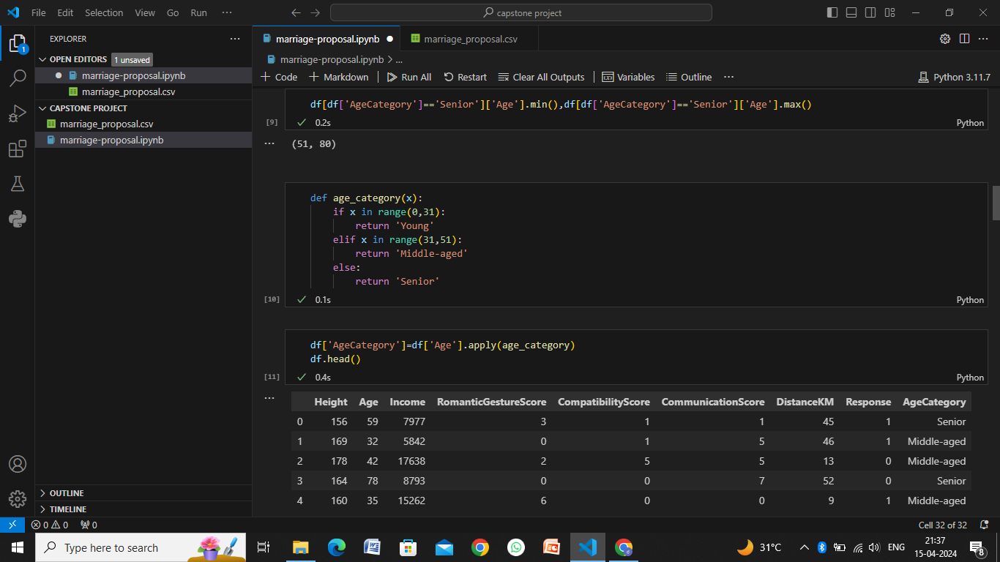 File Edit Selection View Go Run ··· capstone project
EXPLORER ···
OPEN EDITORS 1 unsaved
marriage-proposal.ipynb
marriage_proposal.csv
CAPSTONE PROJECT
marriage_proposal.csv
marriage-proposal.ipynb
OUTLINE
TIMELINE
marriage-proposal.ipynb marriage_proposal.csv ···
marriage-proposal.ipynb > ...
+ Code + Markdown Run All Restart Clear All Outputs Variables Outline ··· Python 3.11.7
df[df['AgeCategory']=='Senior']['Age'].min(),df[df['AgeCategory']=='Senior']['Age'].max()
[9] 0.2s Python
··· (51, 80)
def age_category(x):
if x in range(0,31):
return 'Young'
elif x in range(31,51):
return 'Middle-aged'
else:
return 'Senior'
[10] 0.1s Python
df['AgeCategory']=df['Age'].apply(age_category)
df.head()
[11] 0.4s Python
···
Height Age Income RomanticGestureScore CompatibilityScore CommunicationScore DistanceKM Response AgeCategory
0 156 59 7977 3 1 1 45 1 Senior
1 169 32 5842 0 1 5 46 1 Middle-aged
2 178 42 17638 2 5 5 13 0 Middle-aged
3 164 78 8793 0 0 7 52 0 Senior
4 160 35 15262 6 0 0 9 1 Middle-aged
0 0 0 Cell 32 of 32
Type here to search 31°C ENG 21:37
15-04-2024 8
1